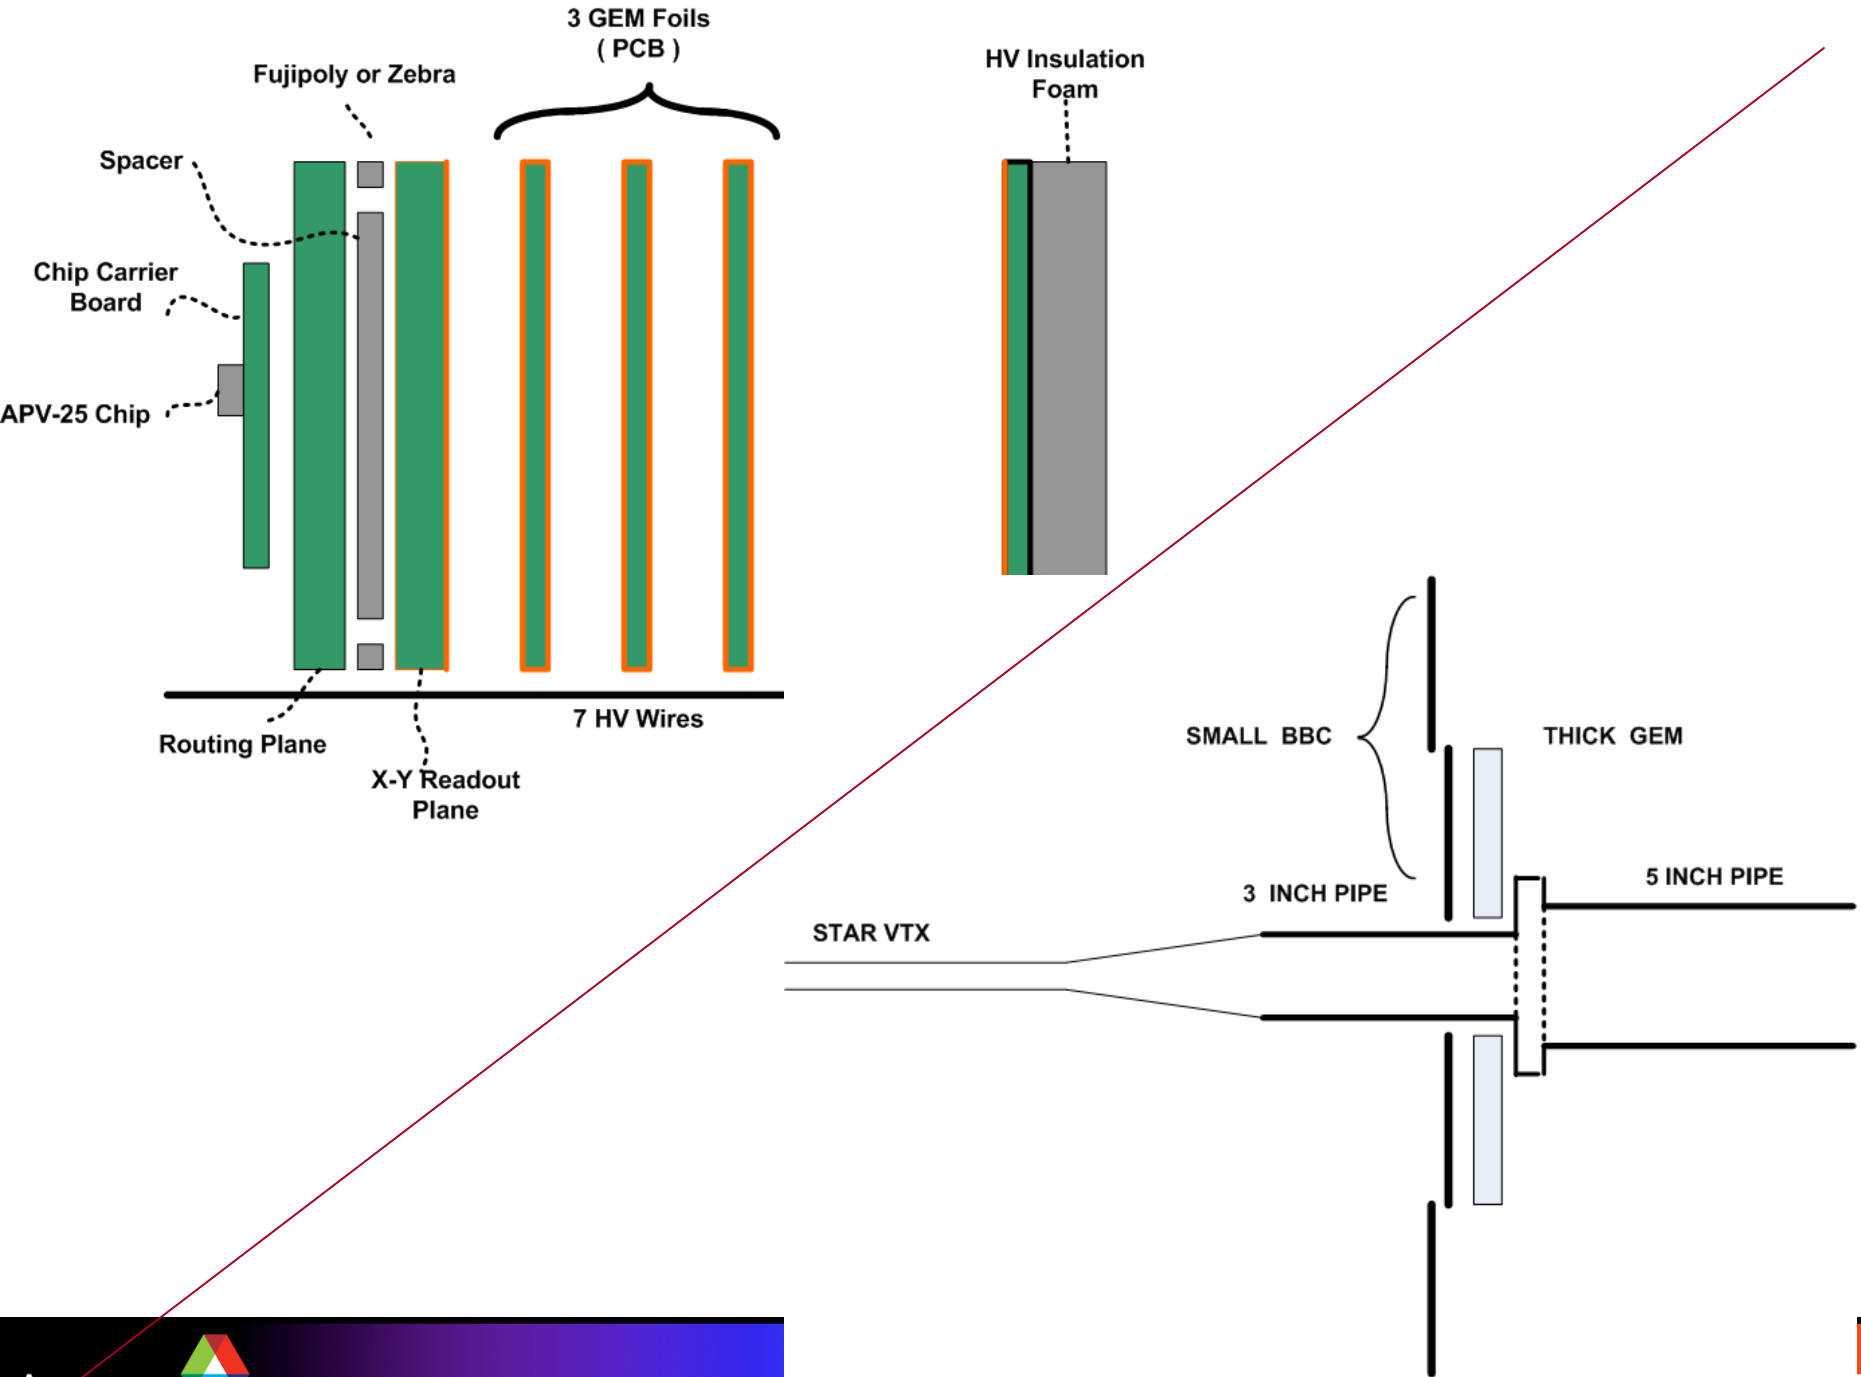 3 GEM Foils
( PCB )
Fujipoly or Zebra
HV Insulation
Foam
Spacer
Chip Carrier
Board
APV-25 Chip
7 HV Wires
Routing Plane
X-Y Readout
Plane
SMALL BBC
THICK GEM
3 INCH PIPE
5 INCH PIPE
STAR VTX